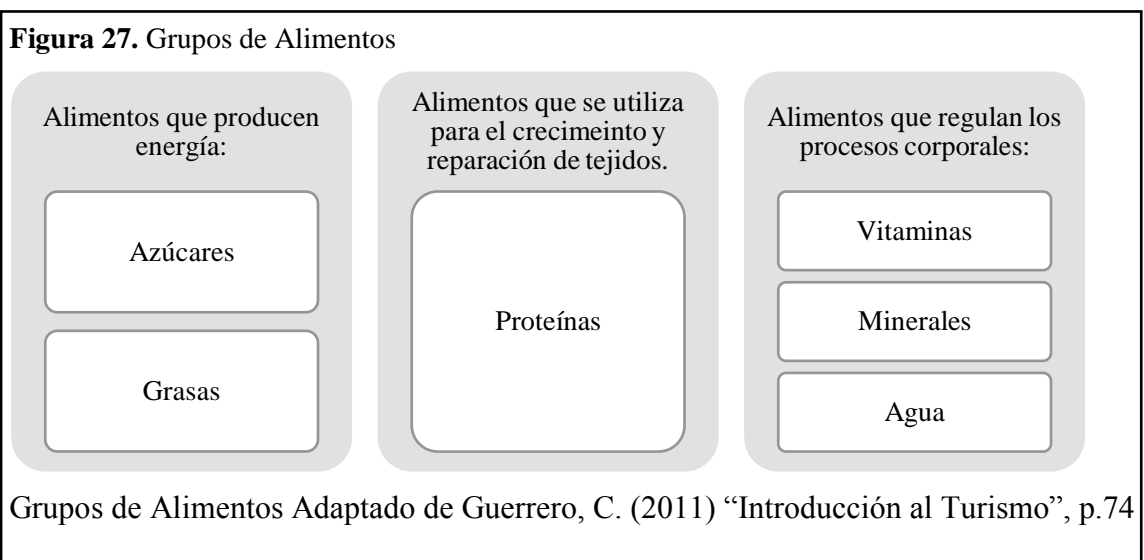 Figura 27. Grupos de Alimentos
Alimentos que producen
energía:
Azúcares
Grasas
Alimentos que se utiliza
para el crecimeinto y
reparación de tejidos.
Proteínas
Alimentos que regulan los
procesos corporales:
Vitaminas
Minerales
Agua
Grupos de Alimentos Adaptado de Guerrero, C. (2011) “Introducción al Turismo”, p.74